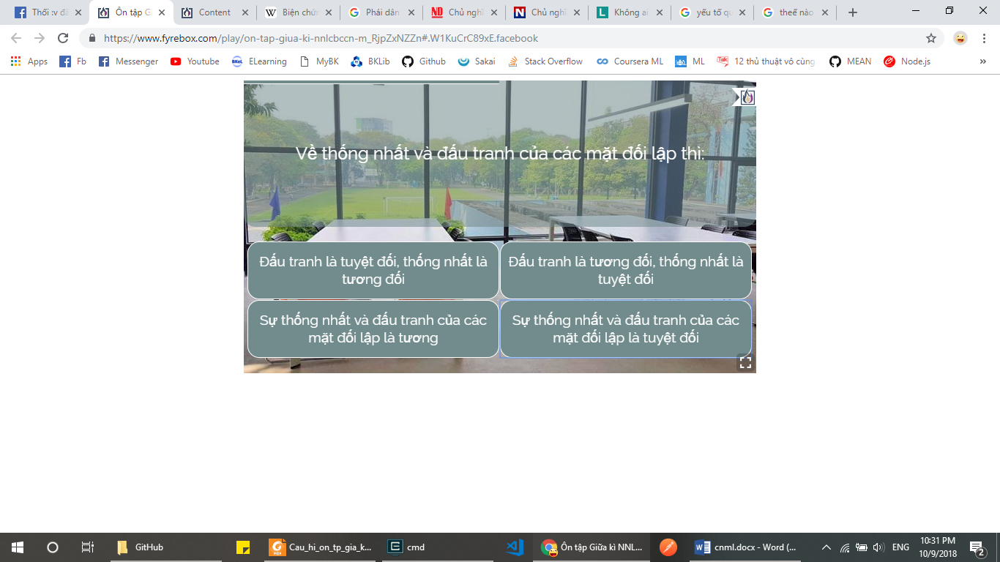 Thối :v đã
Ôn tập G
Content
Biện chứ
Phái dân
Chủ nghĩ
Chủ nghĩ
Không ai
yếu tố qu
theế nào
https://www.fyrebox.com/play/on-tap-giua-ki-nnlcbccn-m_RjpZxNZZn#.W1KuCrC89xE.facebook
Apps Fb Messenger Youtube ELearning MyBK BKLib Github Sakai Stack Overflow Coursera ML ML 12 thủ thuật vô cùng MEAN Node.js »
Về thống nhất và đấu tranh của các mặt đối lập thì:
Đấu tranh là tuyệt đối, thống nhất là
tương đối
Đấu tranh là tương đối, thống nhất là
tuyệt đối
Sự thống nhất và đấu tranh của các
mặt đối lập là tương
Sự thống nhất và đấu tranh của các
mặt đối lập là tuyệt đối
GitHub
Cau_hi_on_tp_gia_k...
cmd
Ôn tập Giữa kì NNL...
cnml.docx - Word (...
ENG
10:31 PM
10/9/2018
2